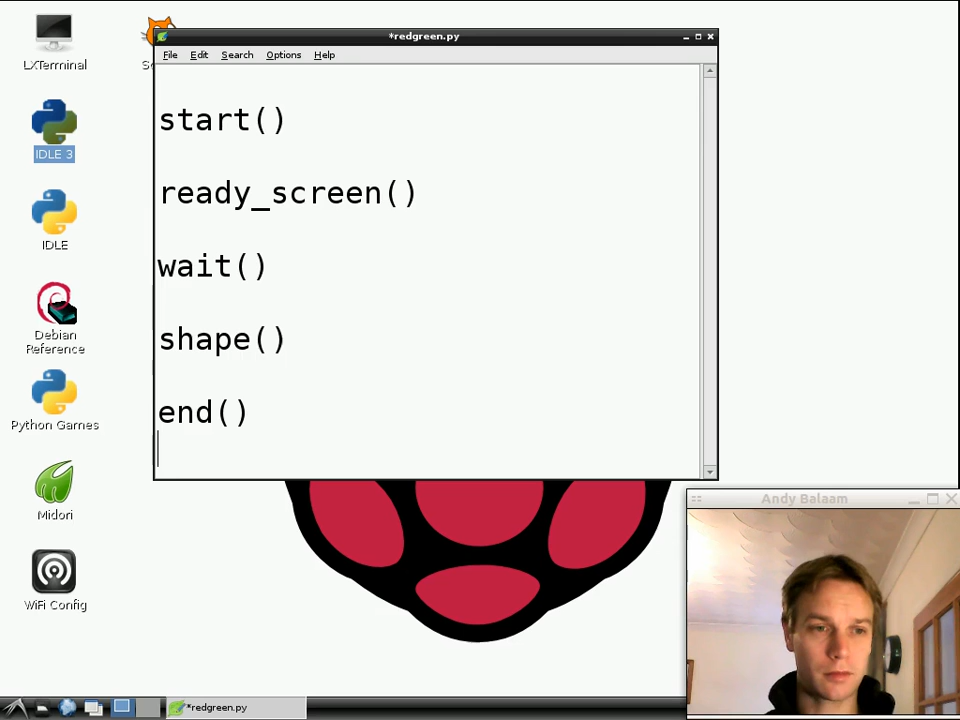 *redgreen.py
File Edit Search Options Help
start()
ready_screen()
wait()
shape()
end()
LXTerminal
Sc
IDLE 3
IDLE
Debian
Reference
Python Games
Midori
WiFi Config
Andy Balaam
*redgreen.py